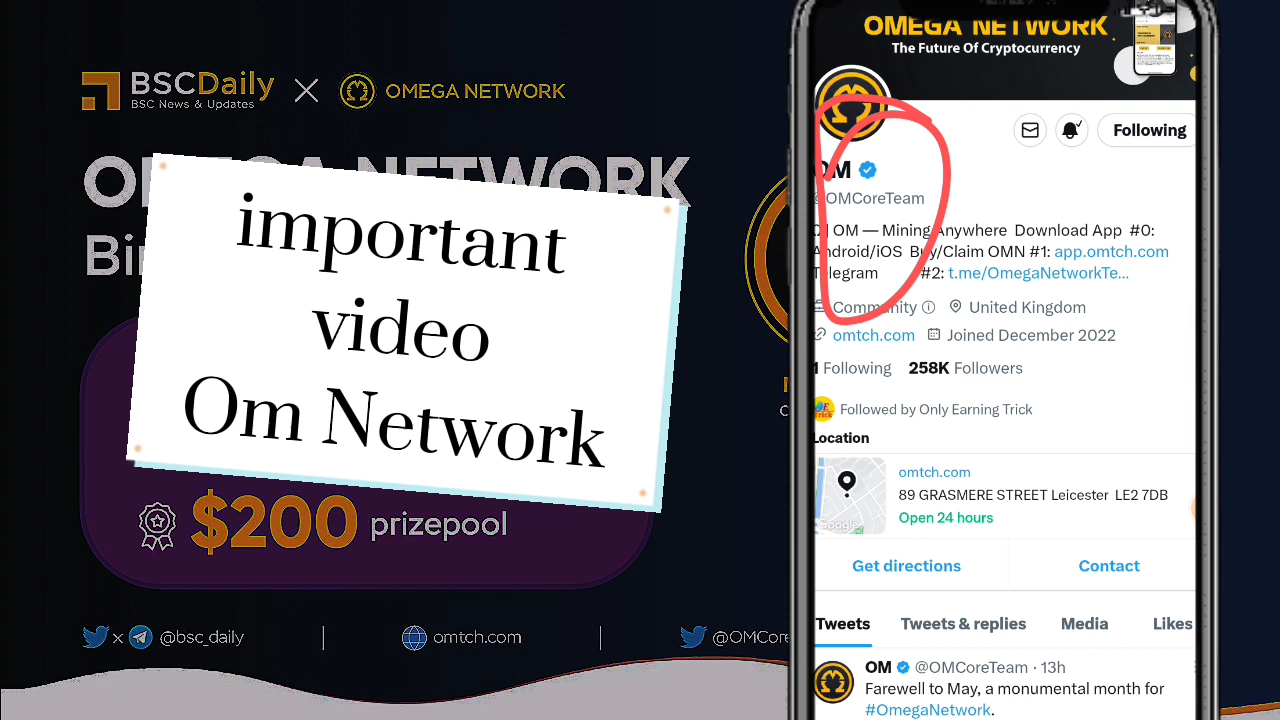 BSCDaily
BSC News & Updates
OMEGA NETWORK
OMEGA NETWORK
important
video
Om Network
$200 prizepool
@bsc_daily
omtch.com
@OMCore
OMEGA NETWORK
The Future Of Cryptocurrency
Following
OM
@OMCoreTeam
OM — Mining Anywhere Download App #0:
Android/iOS Buy/Claim OMN #1: app.omtch.com
Telegram #2: t.me/OmegaNetworkTe...
Community
United Kingdom
omtch.com
Joined December 2022
Following 258K Followers
Followed by Only Earning Trick
Location
omtch.com
89 GRASMERE STREET Leicester LE2 7DB
Open 24 hours
Google
Get directions
Contact
Tweets
Tweets & replies
Media
Likes
OM @OMCoreTeam · 13h
Farewell to May, a monumental month for
#OmegaNetwork.